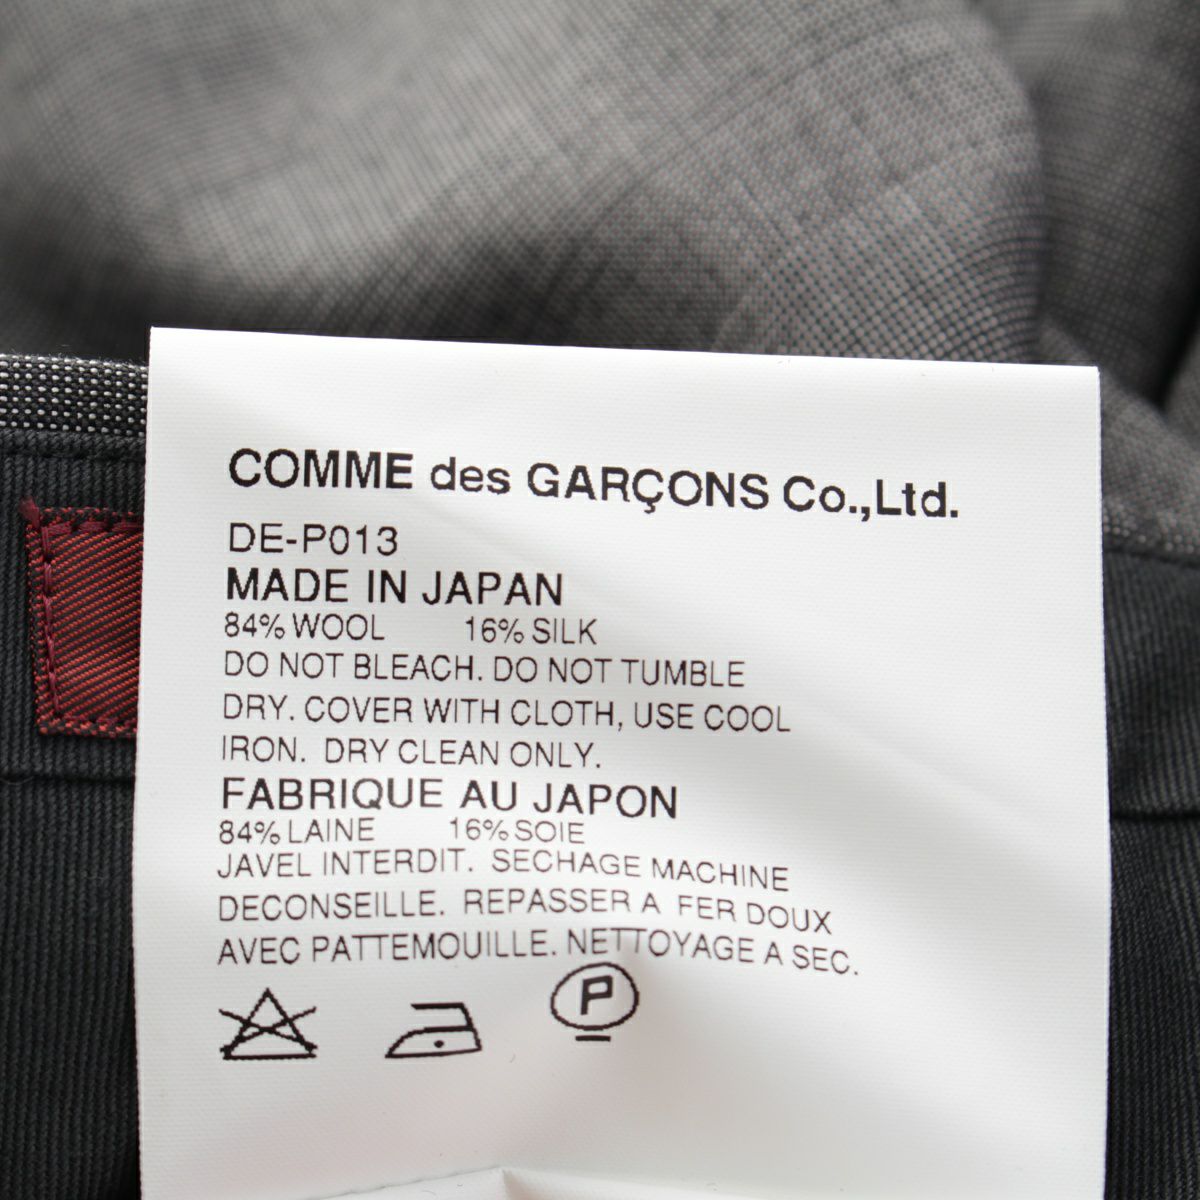 COMME des GARÇONS Co.,Ltd.
DE-P013
MADE IN JAPAN
84% WOOL 16% SILK
DO NOT BLEACH. DO NOT TUMBLE
DRY. COVER WITH CLOTH, USE COOL
IRON. DRY CLEAN ONLY.
FABRIQUE AU JAPON
84% LAINE 16% SOIE
JAVEL INTERDIT. SECHAGE MACHINE
DECONSEILLE. REPASSER A FER DOUX
AVEC PATTEMOUILLE. NETTOYAGE A SEC.
P